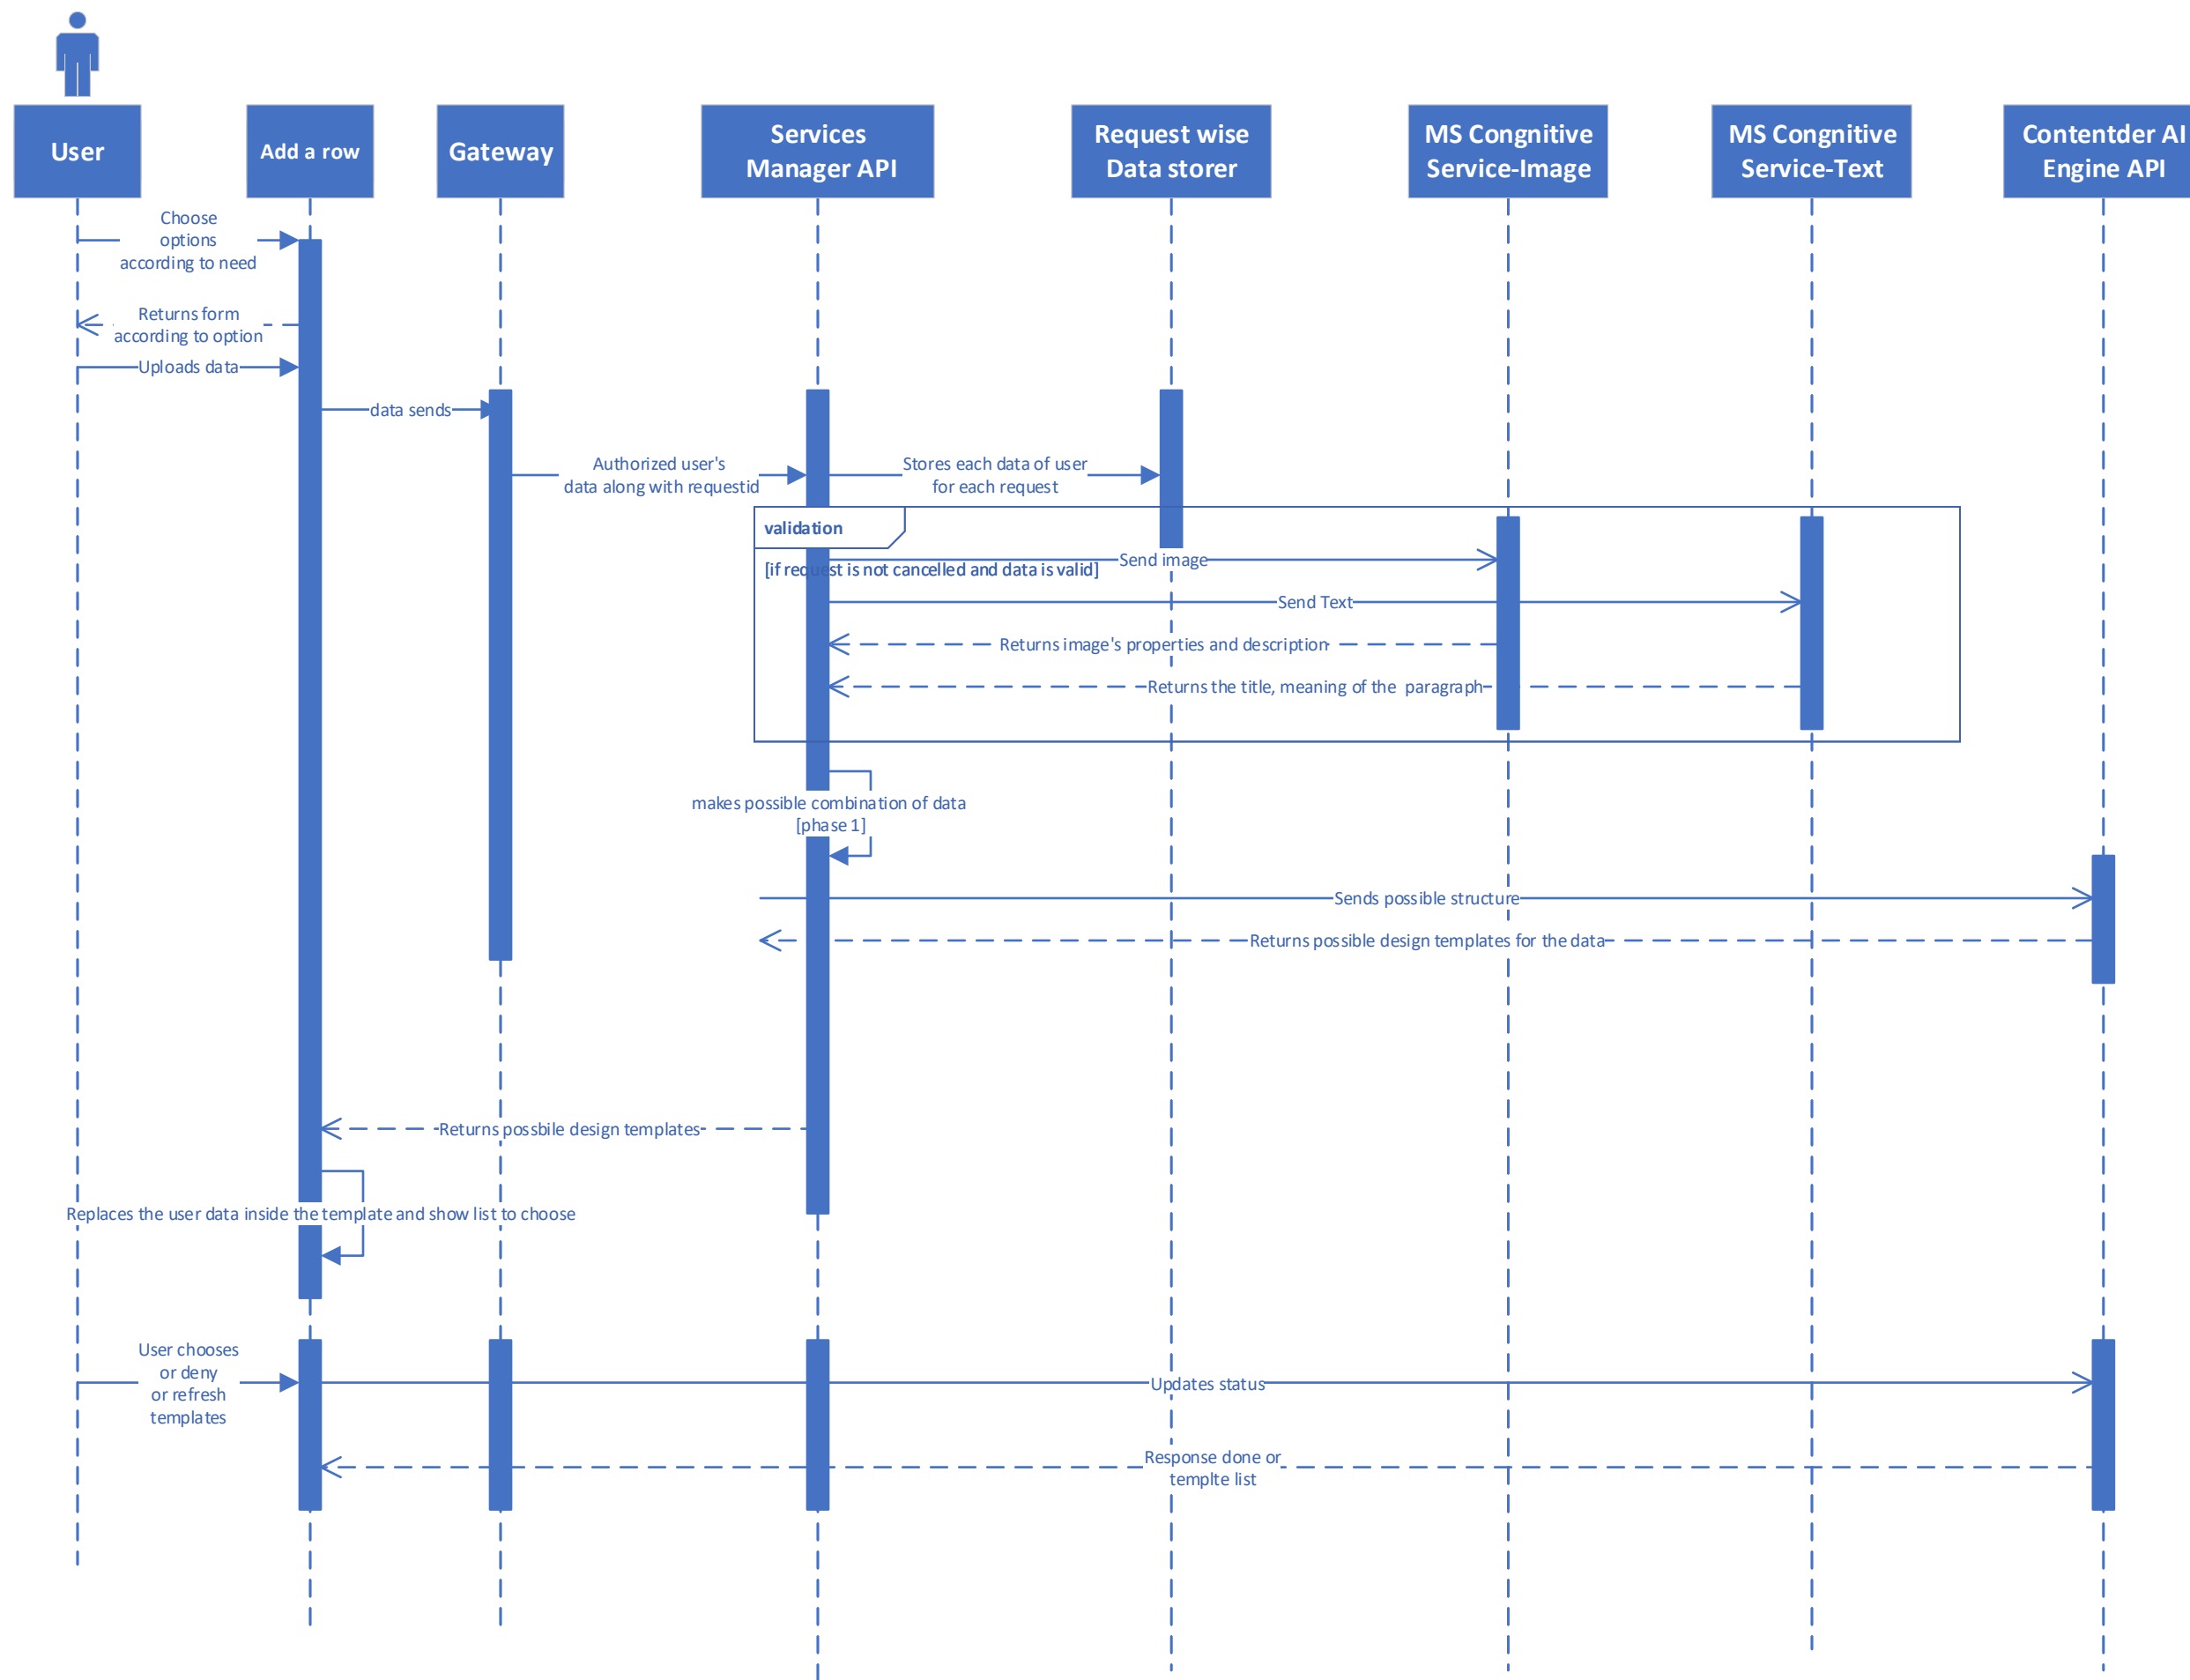 User
Add a row
Gateway
Services
Manager API
Request wise
Data storer
MS Congnitive
Service-Image
MS Congnitive
Service-Text
Contentder AI
Engine API
Choose
options
according to need
Returns form
according to option
Uploads data
data sends
Authorized user's
data along with requestid
Stores each data of user
for each request
validation
[if request is not cancelled and data is valid]
Send image
Send Text
Returns image's properties and description
Returns the title, meaning of the paragraph
makes possible combination of data
[phase 1]
Sends possible structure
Returns possible design templates for the data
Returns possbile design templates
Replaces the user data inside the template and show list to choose
User chooses
or deny
or refresh
templates
Updates status
Response done or
templte list